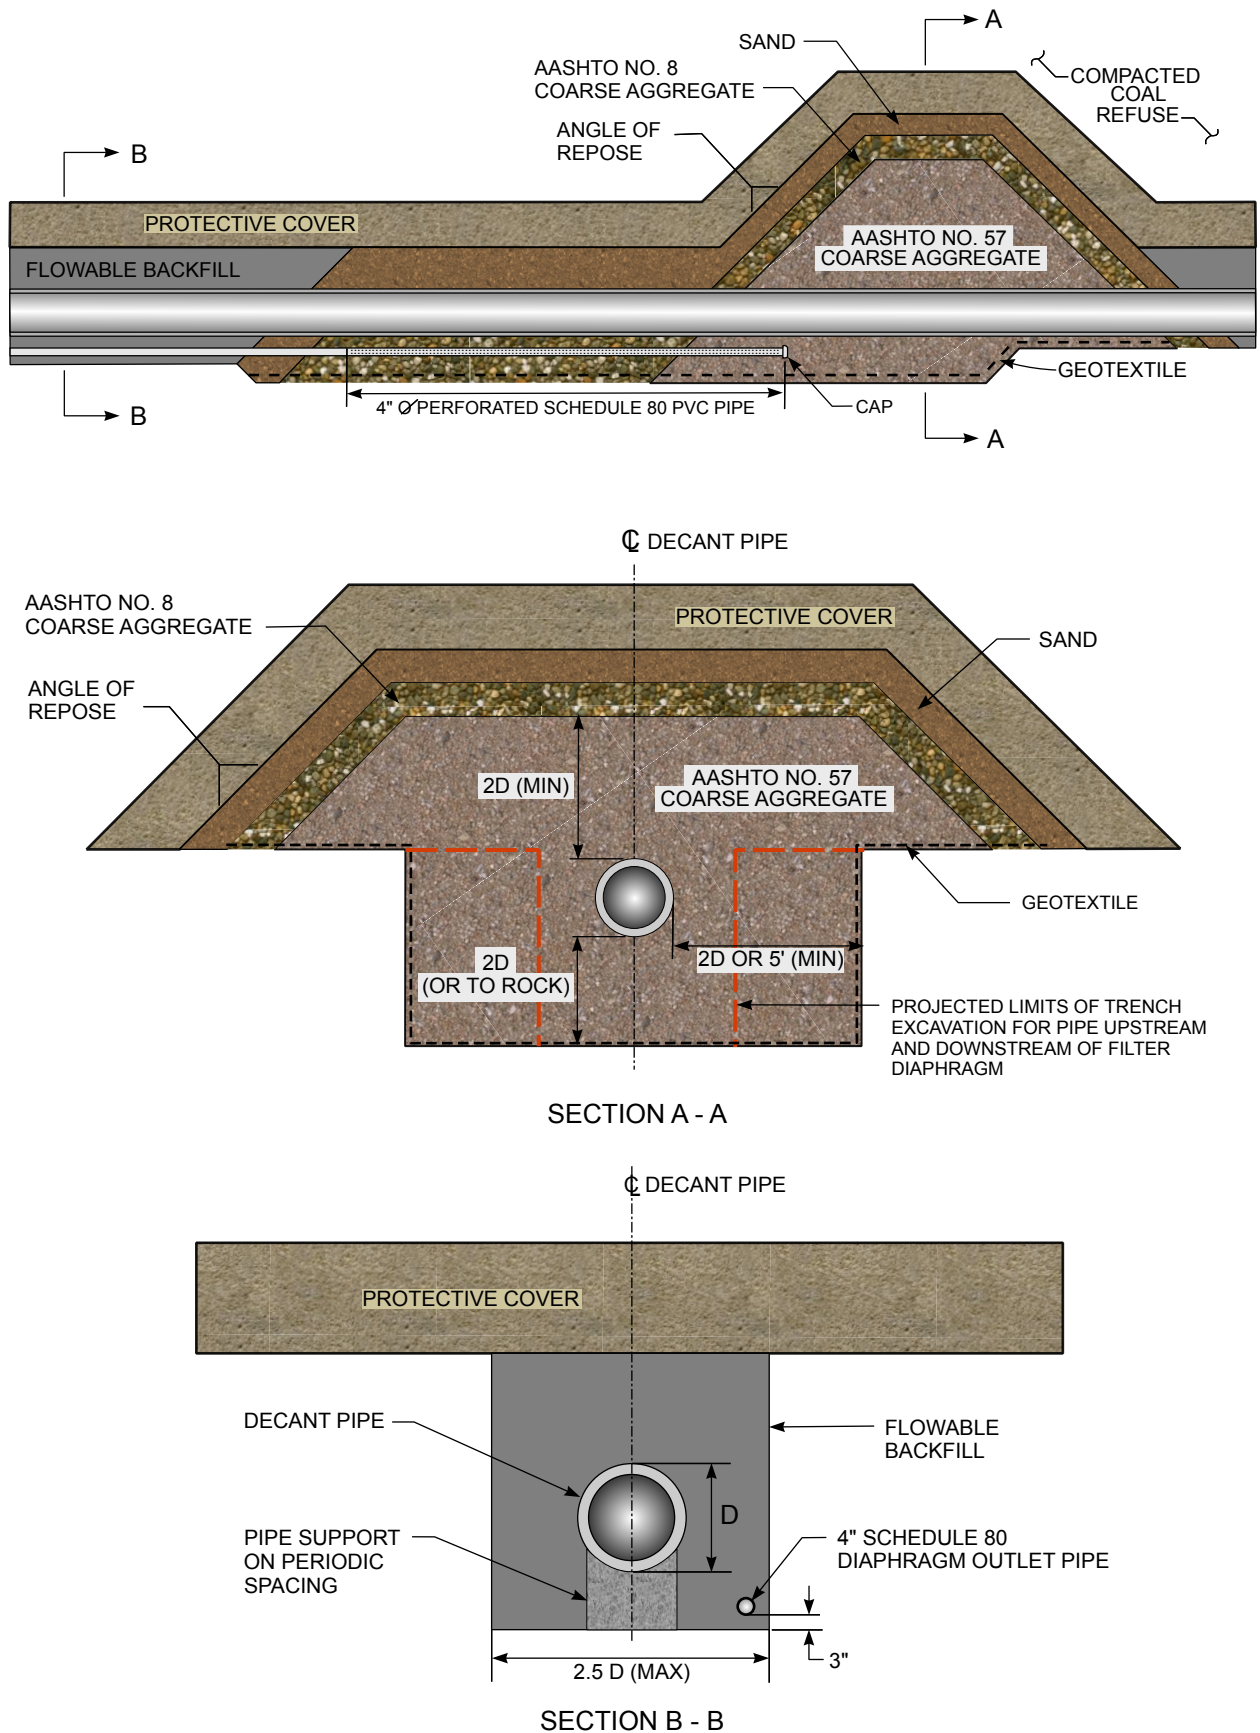 A
SAND
AASHTO NO. 8
COARSE AGGREGATE
COMPACTED
COAL
REFUSE
ANGLE OF
REPOSE
B
PROTECTIVE COVER
AASHTO NO. 57
COARSE AGGREGATE
FLOWABLE BACKFILL
GEOTEXTILE
B
4" Ø PERFORATED SCHEDULE 80 PVC PIPE
CAP
A
℄ DECANT PIPE
AASHTO NO. 8
COARSE AGGREGATE
PROTECTIVE COVER
SAND
ANGLE OF
REPOSE
2D (MIN)
AASHTO NO. 57
COARSE AGGREGATE
GEOTEXTILE
2D
(OR TO ROCK)
2D OR 5' (MIN)
PROJECTED LIMITS OF TRENCH
EXCAVATION FOR PIPE UPSTREAM
AND DOWNSTREAM OF FILTER
DIAPHRAGM
SECTION A - A
℄ DECANT PIPE
PROTECTIVE COVER
DECANT PIPE
FLOWABLE
BACKFILL
D
PIPE SUPPORT
ON PERIODIC
SPACING
4" SCHEDULE 80
DIAPHRAGM OUTLET PIPE
3"
2.5 D (MAX)
SECTION B - B